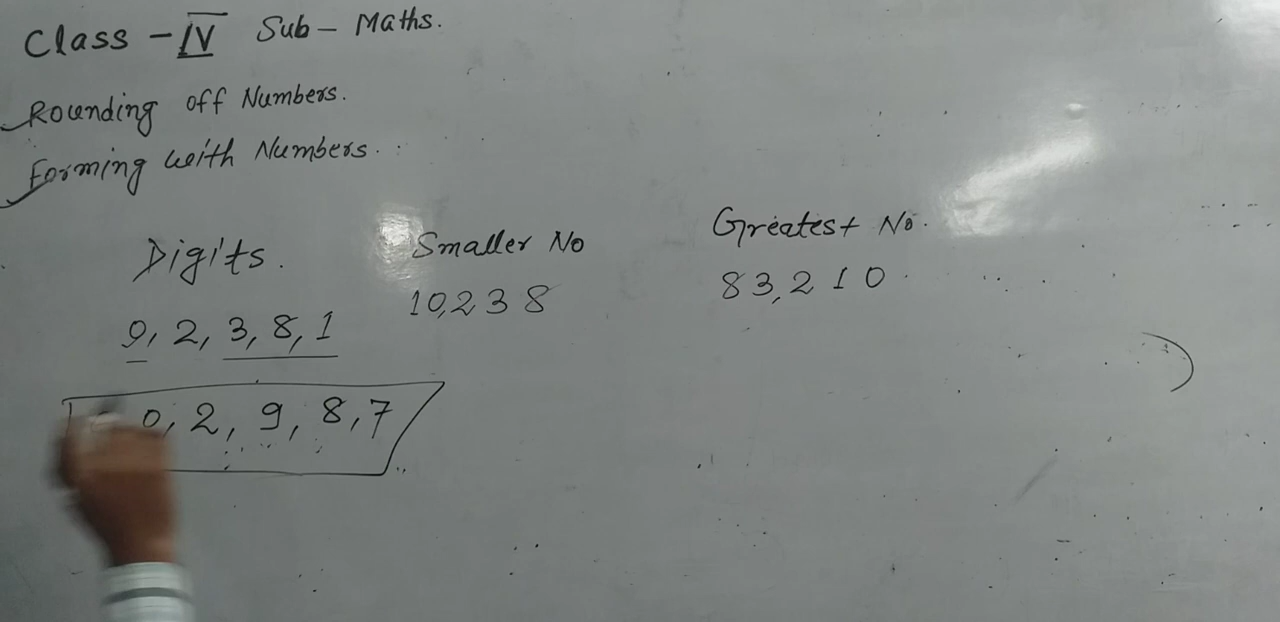 Class - IV Sub - Maths.
Rounding off Numbers.
Forming with Numbers.
Digits. Smaller No Greatest No.
0, 2, 3, 8, 1 10,238 83,210
0, 2, 9, 8, 7